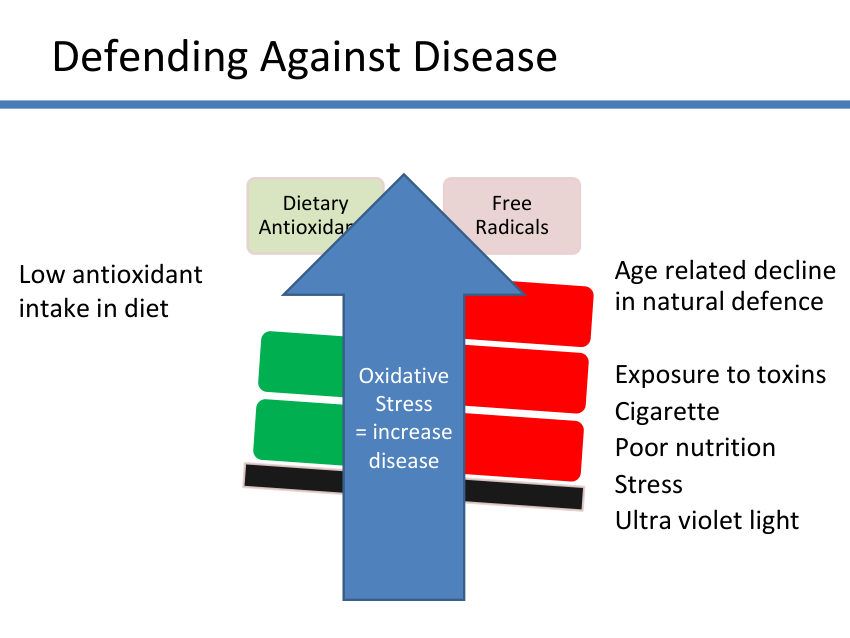 Defending Against Disease
Dietary
Free
Radicals
Low antioxidant
intake in diet
Age related decline
in natural defence
Oxidative
Stress
= increase
disease
Exposure to toxins
Cigarette
Poor nutrition
Stress
Ultra violet light